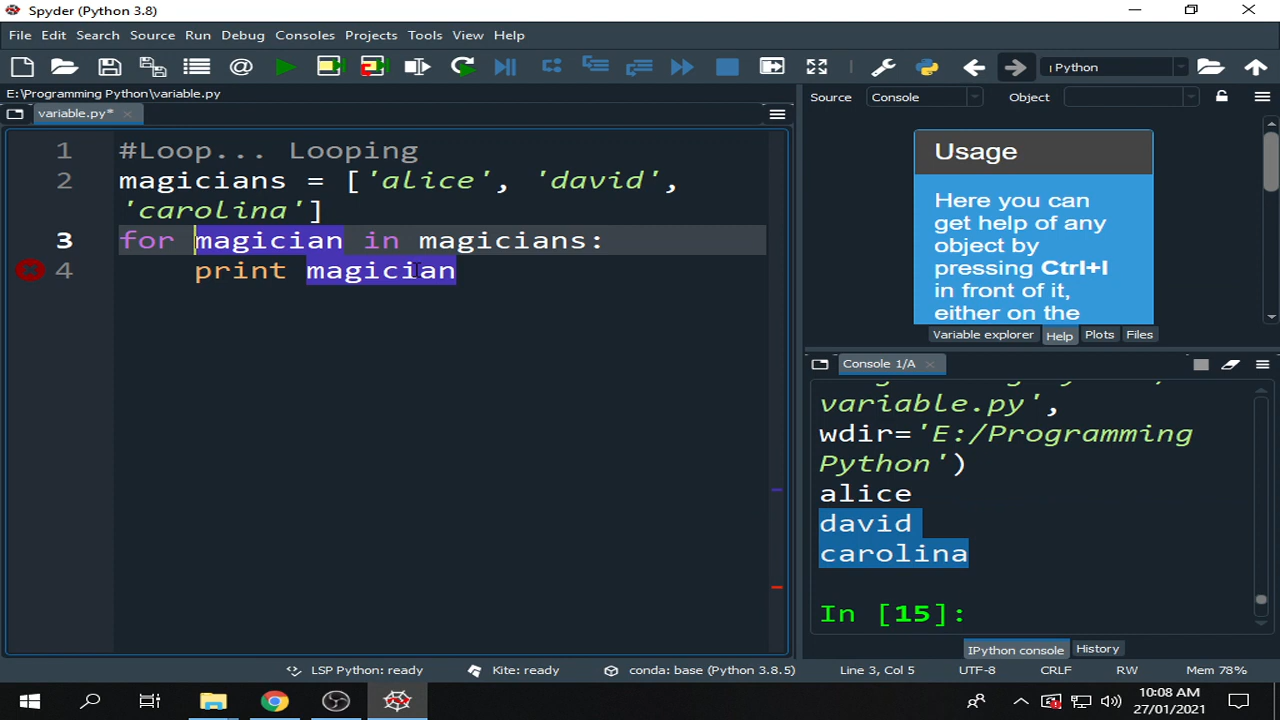 Spyder (Python 3.8)
File Edit Search Source Run Debug Consoles Projects Tools View Help
Python
E:\Programming Python\variable.py
variable.py*
1 #Loop... Looping
2 magicians = ['alice', 'david',
'carolina']
3 for magician in magicians:
4 print magician
Source Console Object
Usage
Here you can
get help of any
object by
pressing Ctrl+I
in front of it,
either on the
Variable explorer Help Plots Files
Console 1/A
variable.py',
wdir='E:/Programming
Python')
alice
david
carolina
In [15]:
IPython console History
LSP Python: ready Kite: ready conda: base (Python 3.8.5) Line 3, Col 5 UTF-8 CRLF RW Mem 78%
10:08 AM
27/01/2021